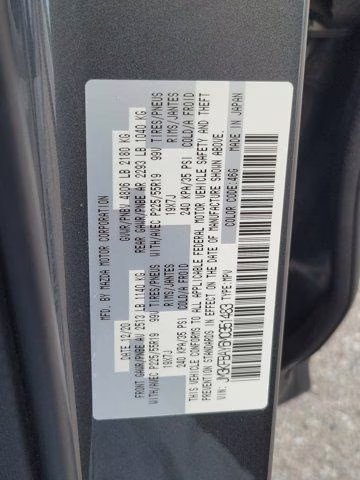 MFD. BY MAZDA MOTOR CORPORATION
12/20 GVWR/PNBV 4806 LB 2180 KG
FRONT GAWR/PNBE AV 2513 LB 1140 KG REAR GAWR/PNBE AR 2293 LB 1040 KG
WITH/AVEC P225/55R19 99V TIRES/PNEUS WITH/AVEC P225/55R19 99V TIRES/PNEUS
19X7J RIMS/JANTES 19X7J RIMS/JANTES
240 KPA/35 PSI COLD/A FROID 240 KPA/35 PSI COLD/A FROID
THIS VEHICLE CONFORMS TO ALL APPLICABLE FEDERAL MOTOR VEHICLE SAFETY AND THEFT
PREVENTION STANDARDS IN EFFECT ON THE DATE OF MANUFACTURE SHOWN ABOVE.
MADE IN JAPAN
TYPE:MPV COLOR CODE:46G